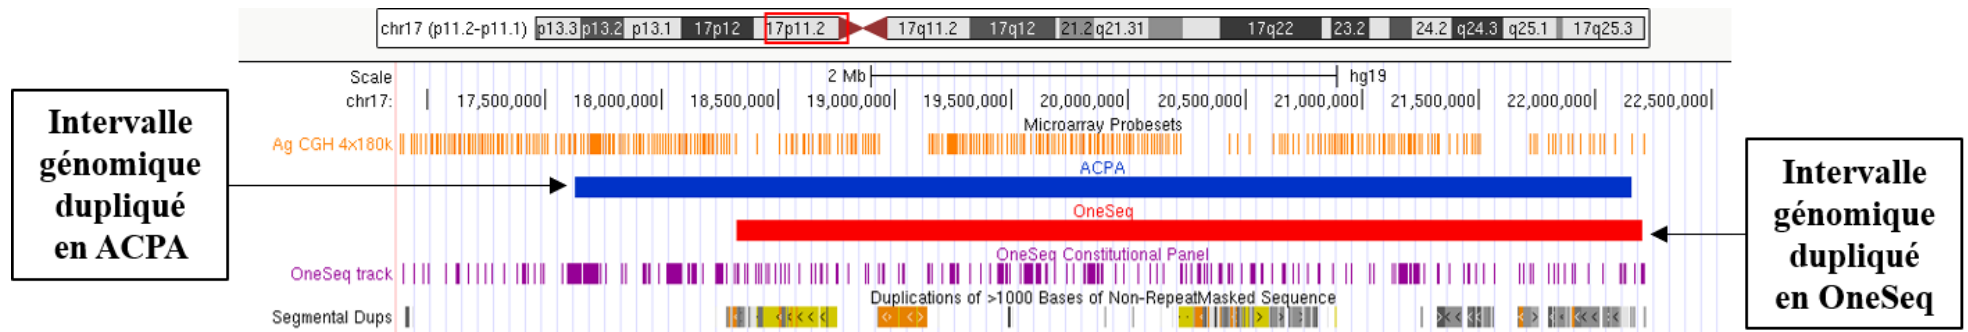 chr17 (p11.2-p11.1) p13.3 p13.2 p13.1 17p12 17p11.2 17q11.2 17q12 21.2 q21.31 17q22 23.2 24.2 q24.3 q25.1 17q25.3
Scale 2 Mb hg19
chr17: 17,500,000 18,000,000 18,500,000 19,000,000 19,500,000 20,000,000 20,500,000 21,000,000 21,500,000 22,000,000 22,500,000
Microarray Probesets
Ag CGH 4x180k
ACPA
OneSeq
OneSeq Constitutional Panel
OneSeq track
Duplications of >1000 Bases of Non-RepeatMasked Sequence
Segmental Dups
Intervalle
génomique
dupliqué
en ACPA
Intervalle
génomique
dupliqué
en OneSeq